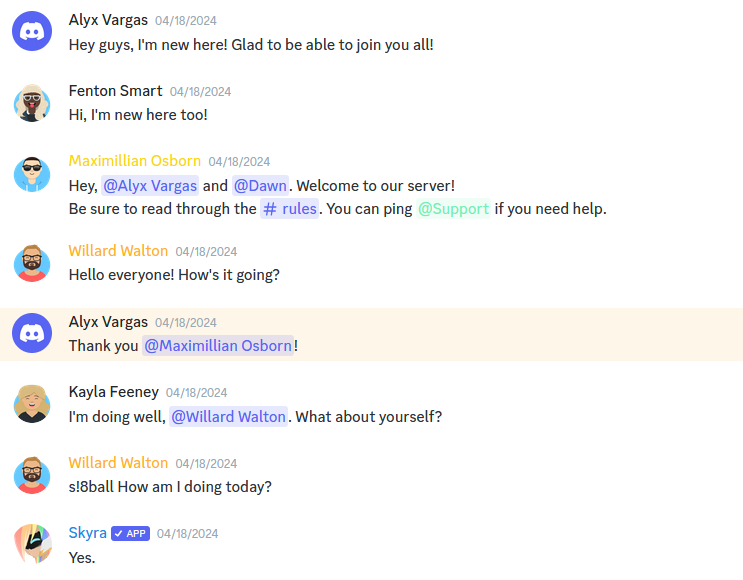 Alyx Vargas 04/18/2024
Hey guys, I'm new here! Glad to be able to join you all!
Fenton Smart 04/18/2024
Hi, I'm new here too!
Maximillian Osborn 04/18/2024
Hey, @Alyx Vargas and @Dawn. Welcome to our server!
Be sure to read through the # rules. You can ping @Support if you need help.
Willard Walton 04/18/2024
Hello everyone! How's it going?
Alyx Vargas 04/18/2024
Thank you @Maximillian Osborn!
Kayla Feeney 04/18/2024
I'm doing well, @Willard Walton. What about yourself?
Willard Walton 04/18/2024
s!8ball How am I doing today?
Skyra ✓ APP 04/18/2024
Yes.